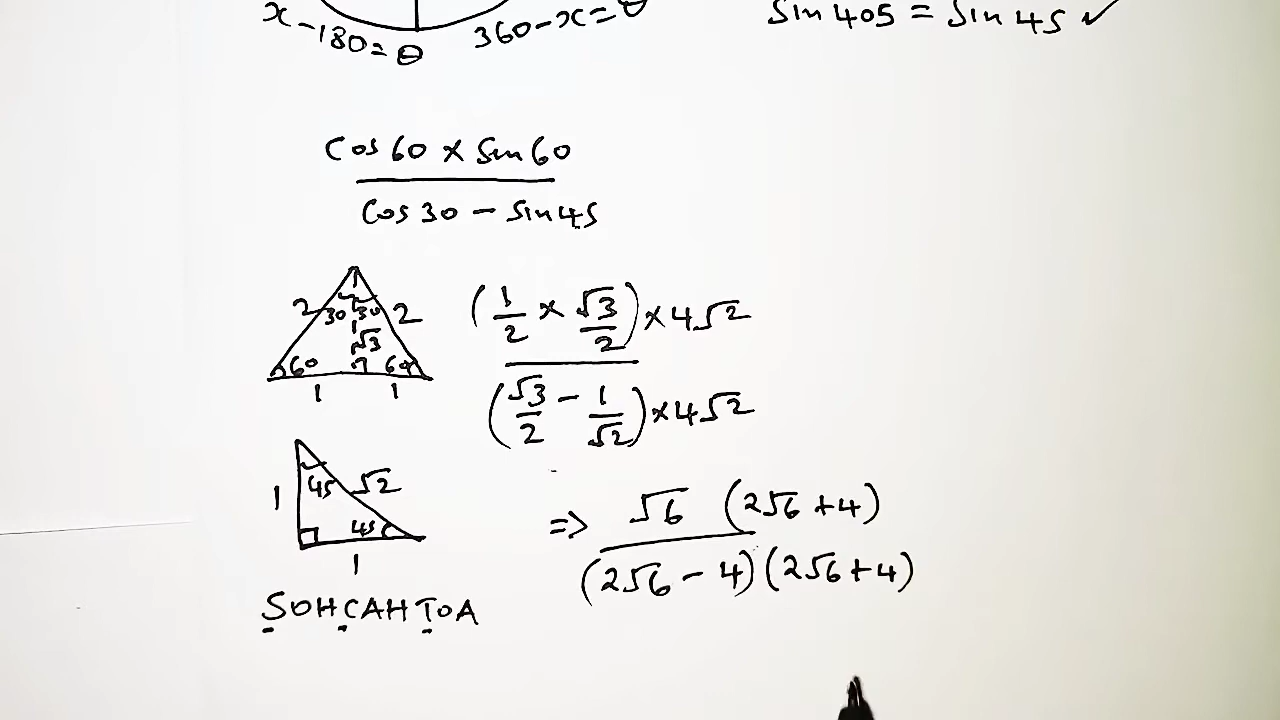 x - 180 = θ
360 - x = θ
Sin 405 = Sin 45 ✓
Cos 60 × Sin 60
Cos 30 - Sin 45
2 30 30 2
√3
60 60
1 1
(1/2 × √3/2) × 4√2
(√3/2 - 1/√2) × 4√2
45 √2
1
45
1
⇒ √6 (2√6 + 4)
(2√6 - 4)(2√6 + 4)
SOHCAHTOA